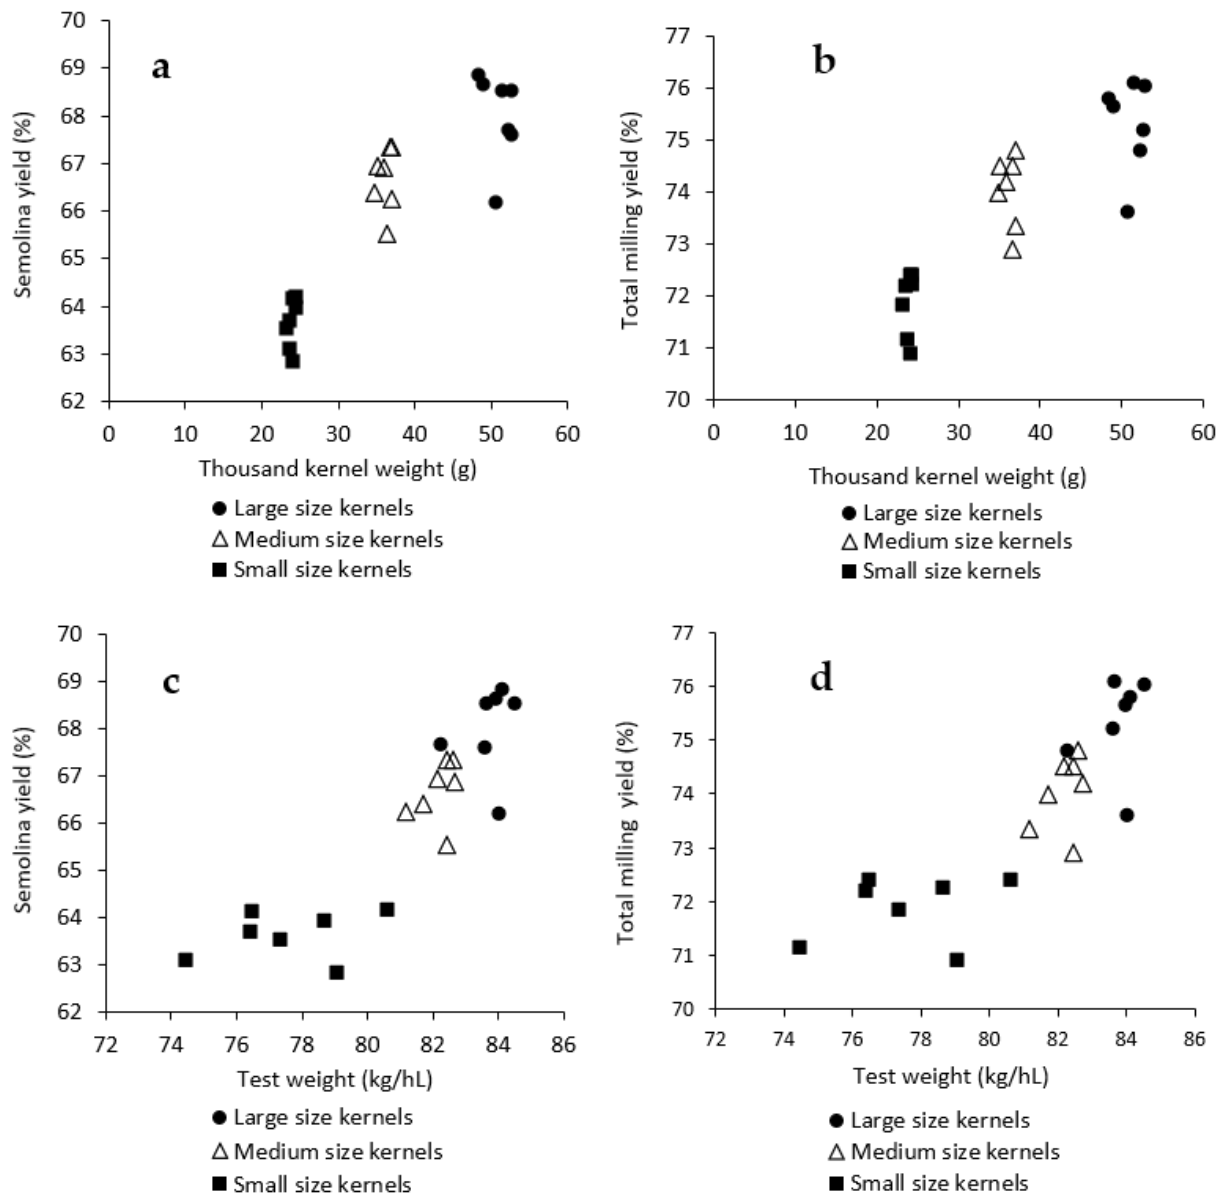 a
Semolina yield (%)
70
69
68
67
66
65
64
63
62
0 10 20 30 40 50 60
Thousand kernel weight (g)
Large size kernels
Medium size kernels
Small size kernels
b
Total milling yield (%)
77
76
75
74
73
72
71
70
0 10 20 30 40 50 60
Thousand kernel weight (g)
Large size kernels
Medium size kernels
Small size kernels
c
Semolina yield (%)
70
69
68
67
66
65
64
63
62
72 74 76 78 80 82 84 86
Test weight (kg/hL)
Large size kernels
Medium size kernels
Small size kernels
d
Total milling yield (%)
77
76
75
74
73
72
71
70
72 74 76 78 80 82 84 86
Test weight (kg/hL)
Large size kernels
Medium size kernels
Small size kernels